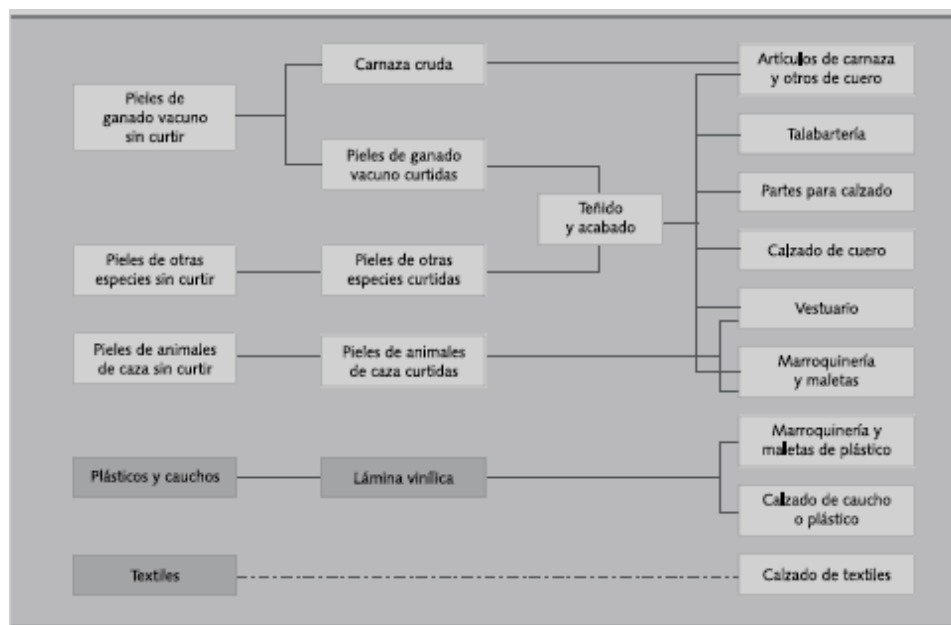 Carnaza cruda
Artículos de carnaza
y otros de cuero
Pieles de
ganado vacuno
sin curtir
Talabartería
Pieles de ganado
vacuno curtidas
Partes para calzado
Teñido
y acabado
Pieles de otras
especies sin curtir
Pieles de otras
especies curtidas
Calzado de cuero
Vestuario
Pieles de animales
de caza sin curtir
Pieles de animales
de caza curtidas
Marroquinería
y maletas
Marroquinería y
maletas de plástico
Plásticos y cauchos
Lámina vinílica
Calzado de caucho
o plástico
Textiles
Calzado de textiles